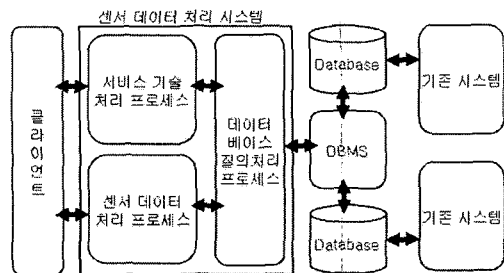 센서 데이터 처리 시스템
클라이언트
서비스 기술
처리 프로세스
센서 데이터
처리 프로세스
데이터
베이스
질의처리
프로세스
Database
DBMS
Database
기존 시스템
기존 시스템